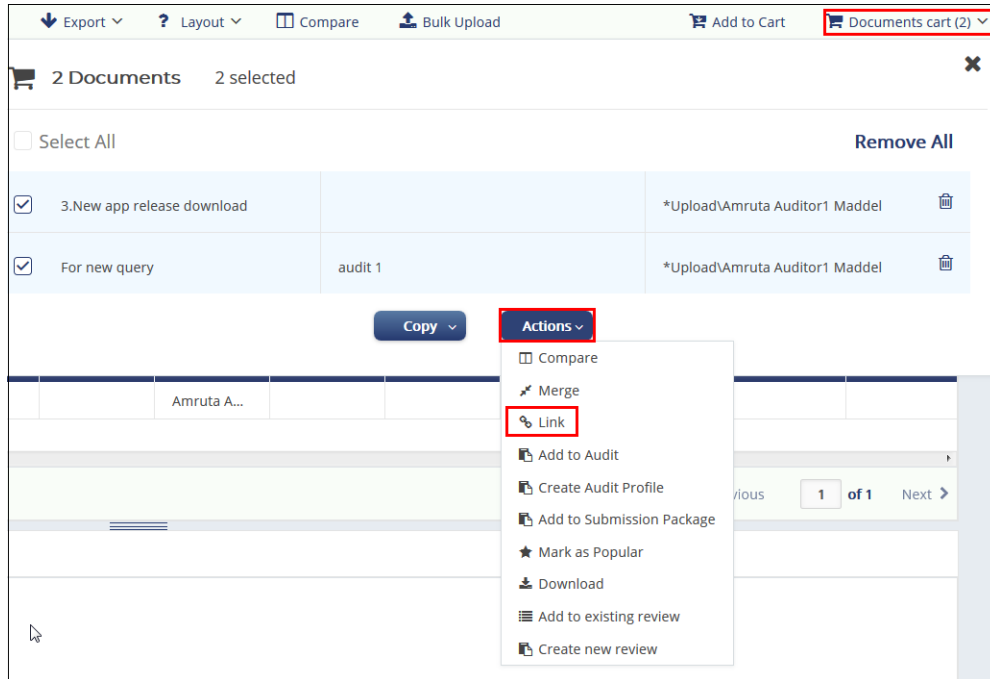 Export ? Layout Compare Bulk Upload Add to Cart Documents cart (2)
2 Documents 2 selected
Select All Remove All
3.New app release download *Upload\Amruta Auditor1 Maddel
For new query audit 1 *Upload\Amruta Auditor1 Maddel
Copy Actions
Compare
Merge
Amruta A...
Link
Add to Audit
Create Audit Profile
vious 1 of 1 Next
Add to Submission Package
Mark as Popular
Download
Add to existing review
Create new review